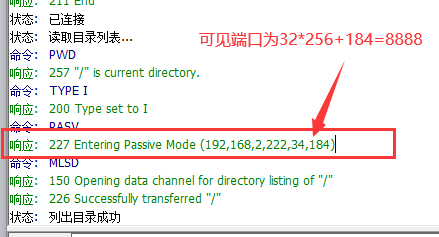 响应: 211 End
状态: 已连接
状态: 读取目录列表...
可见端口为32*256+184=8888
命令: PWD
响应: 257 "/" is current directory.
命令: TYPE I
响应: 200 Type set to I
命令: PASV
响应: 227 Entering Passive Mode (192,168,2,222,34,184)
命令: MLSD
响应: 150 Opening data channel for directory listing of "/"
响应: 226 Successfully transferred "/"
状态: 列出目录成功